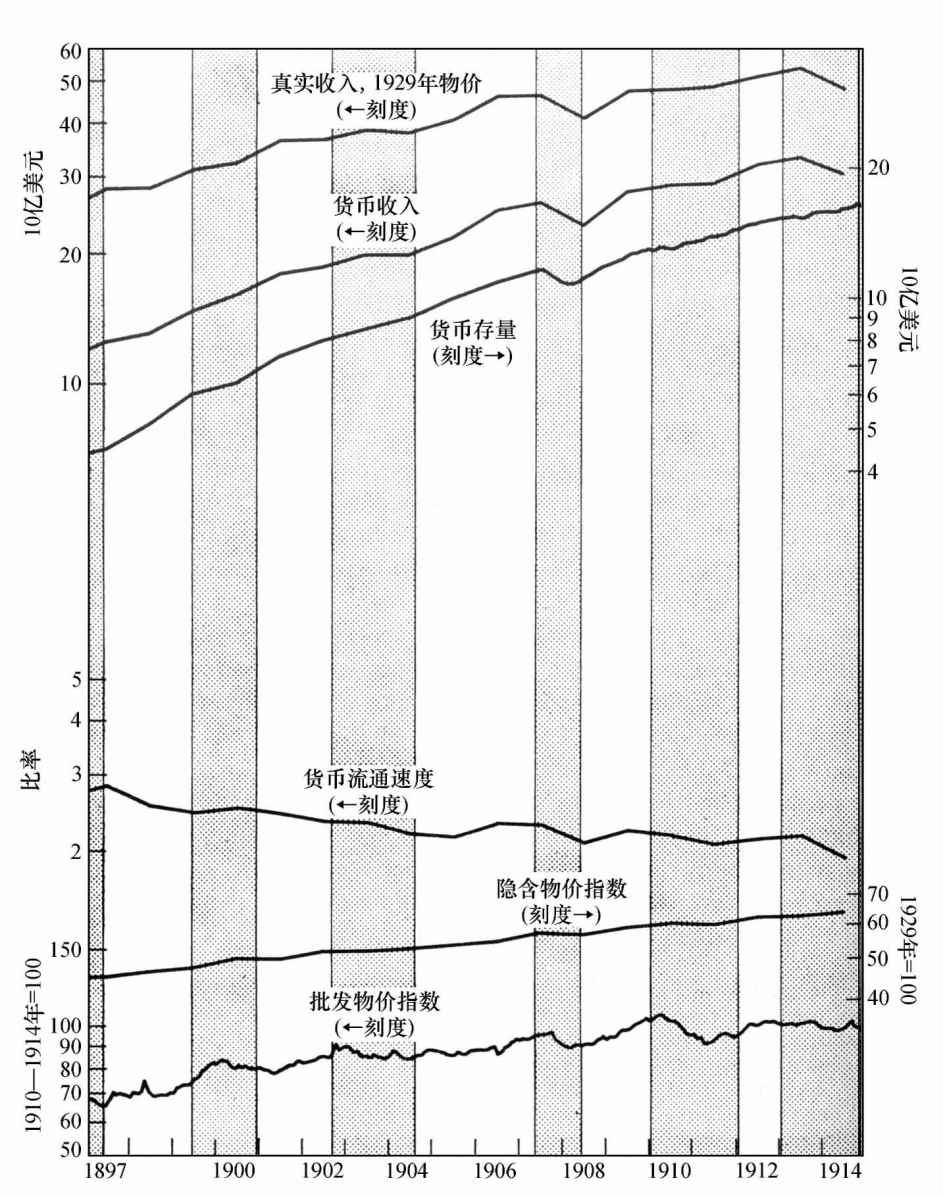 60
50
40
30
20
10
10亿美元
真实收入, 1929年物价
(←刻度)
货币收入
(←刻度)
货币存量
(刻度→)
20
10
9
8
7
6
5
4
10亿美元
5
4
3
2
比率
货币流通速度
(←刻度)
隐含物价指数
(刻度→)
70
60
50
40
1929年=100
150
100
90
80
70
60
50
1910—1914年=100
批发物价指数
(←刻度)
1897 1900 1902 1904 1906 1908 1910 1912 1914